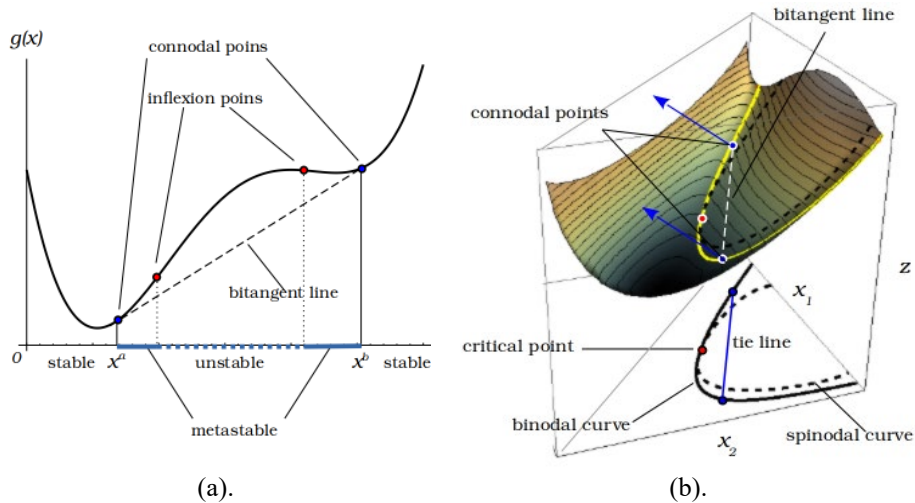 g(x)
connodal poins
inflexion poins
bitangent line
0
stable
x^a
unstable
x^b
stable
metastable
(a).
bitangent line
connodal points
z
x_1
critical point
tie line
binodal curve
x_2
spinodal curve
(b).